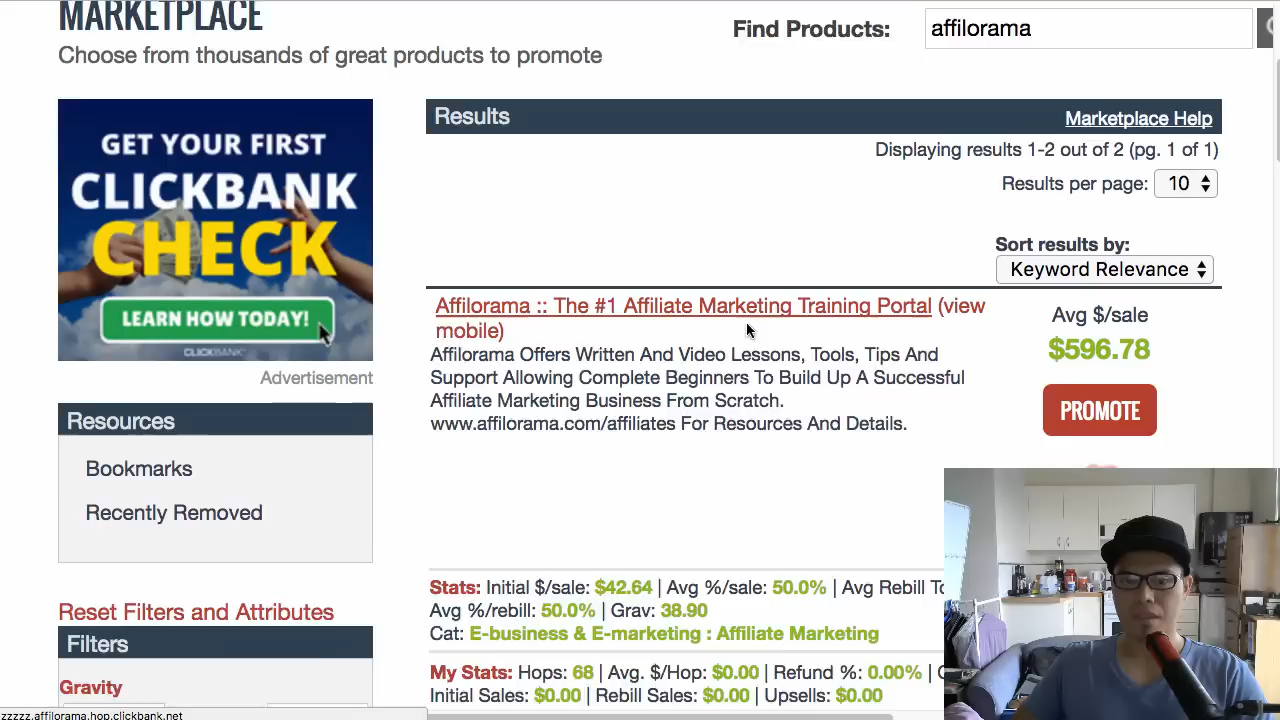 MARKETPLACE
Choose from thousands of great products to promote
Find Products:
affilorama
GET YOUR FIRST
CLICKBANK
CHECK
LEARN HOW TODAY!
CLICKBANK
Advertisement
Resources
Bookmarks
Recently Removed
Reset Filters and Attributes
Filters
Gravity
Results
Marketplace Help
Displaying results 1-2 out of 2 (pg. 1 of 1)
Results per page: 10
Sort results by:
Keyword Relevance
Affilorama :: The #1 Affiliate Marketing Training Portal (view
mobile)
Affilorama Offers Written And Video Lessons, Tools, Tips And
Support Allowing Complete Beginners To Build Up A Successful
Affiliate Marketing Business From Scratch.
www.affilorama.com/affiliates For Resources And Details.
Avg $/sale
$596.78
PROMOTE
Stats: Initial $/sale: $42.64 | Avg %/sale: 50.0% | Avg Rebill To
Avg %/rebill: 50.0% | Grav: 38.90
Cat: E-business & E-marketing : Affiliate Marketing
My Stats: Hops: 68 | Avg. $/Hop: $0.00 | Refund %: 0.00% |
Initial Sales: $0.00 | Rebill Sales: $0.00 | Upsells: $0.00
zzzzz.affilorama.hop.clickbank.net